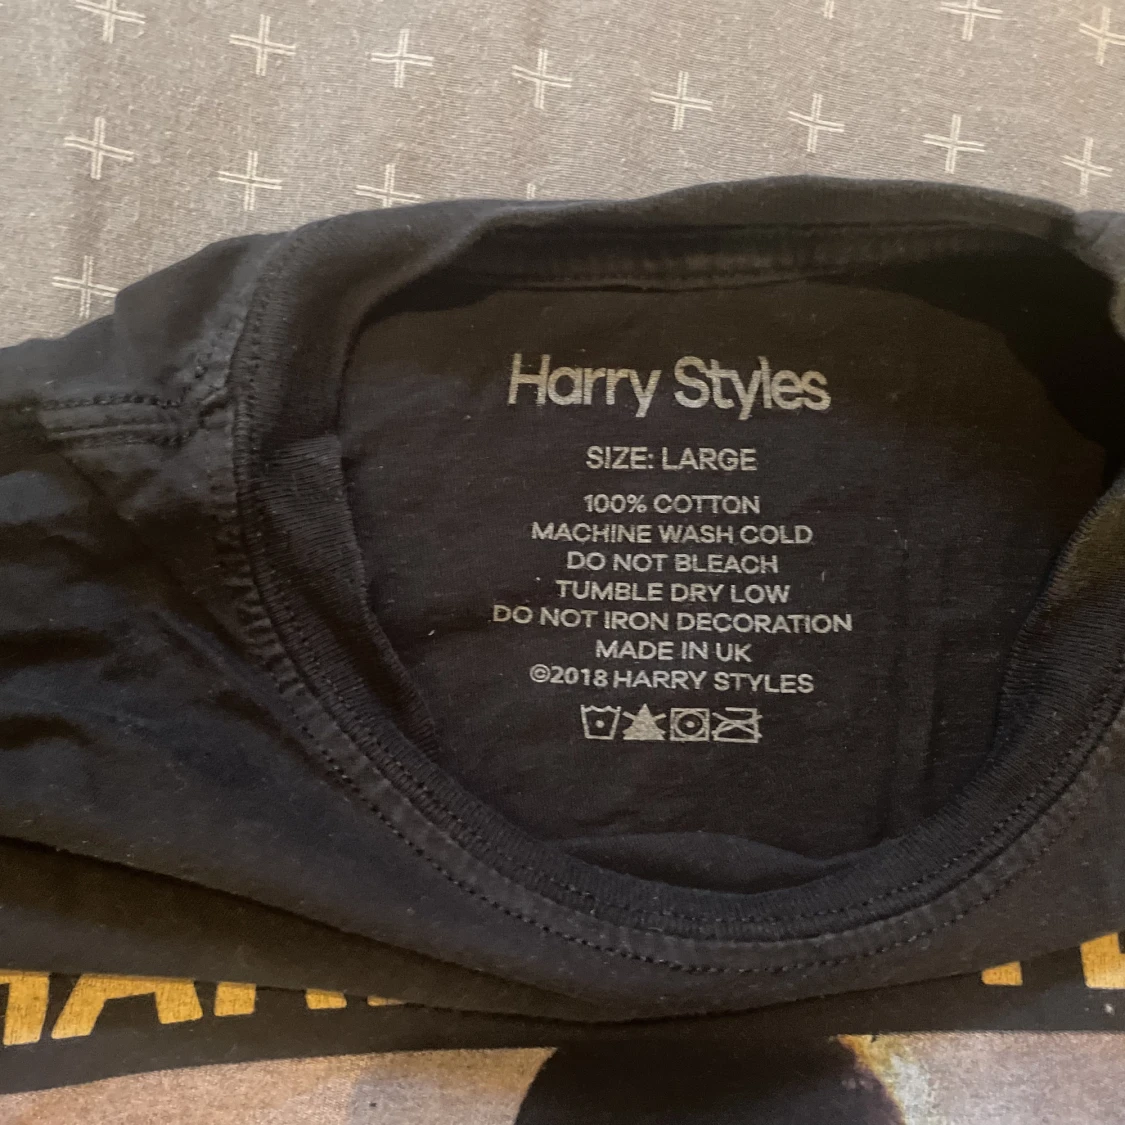 Harry Styles
SIZE: LARGE
100% COTTON
MACHINE WASH COLD
DO NOT BLEACH
TUMBLE DRY LOW
DO NOT IRON DECORATION
MADE IN UK
©2018 HARRY STYLES